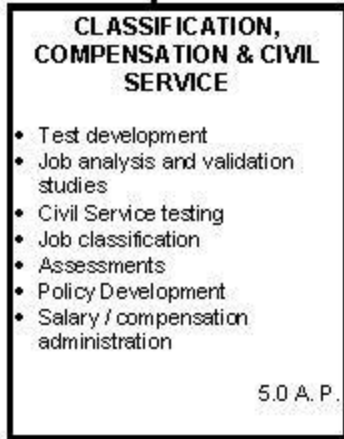 CLASSIFICATION,
COMPENSATION & CIVIL
SERVICE
• Test development
• Job analysis and validation
studies
• Civil Service testing
• Job classification
• Assessments
• Policy Development
• Salary / compensation
administration
5.0 A. P.